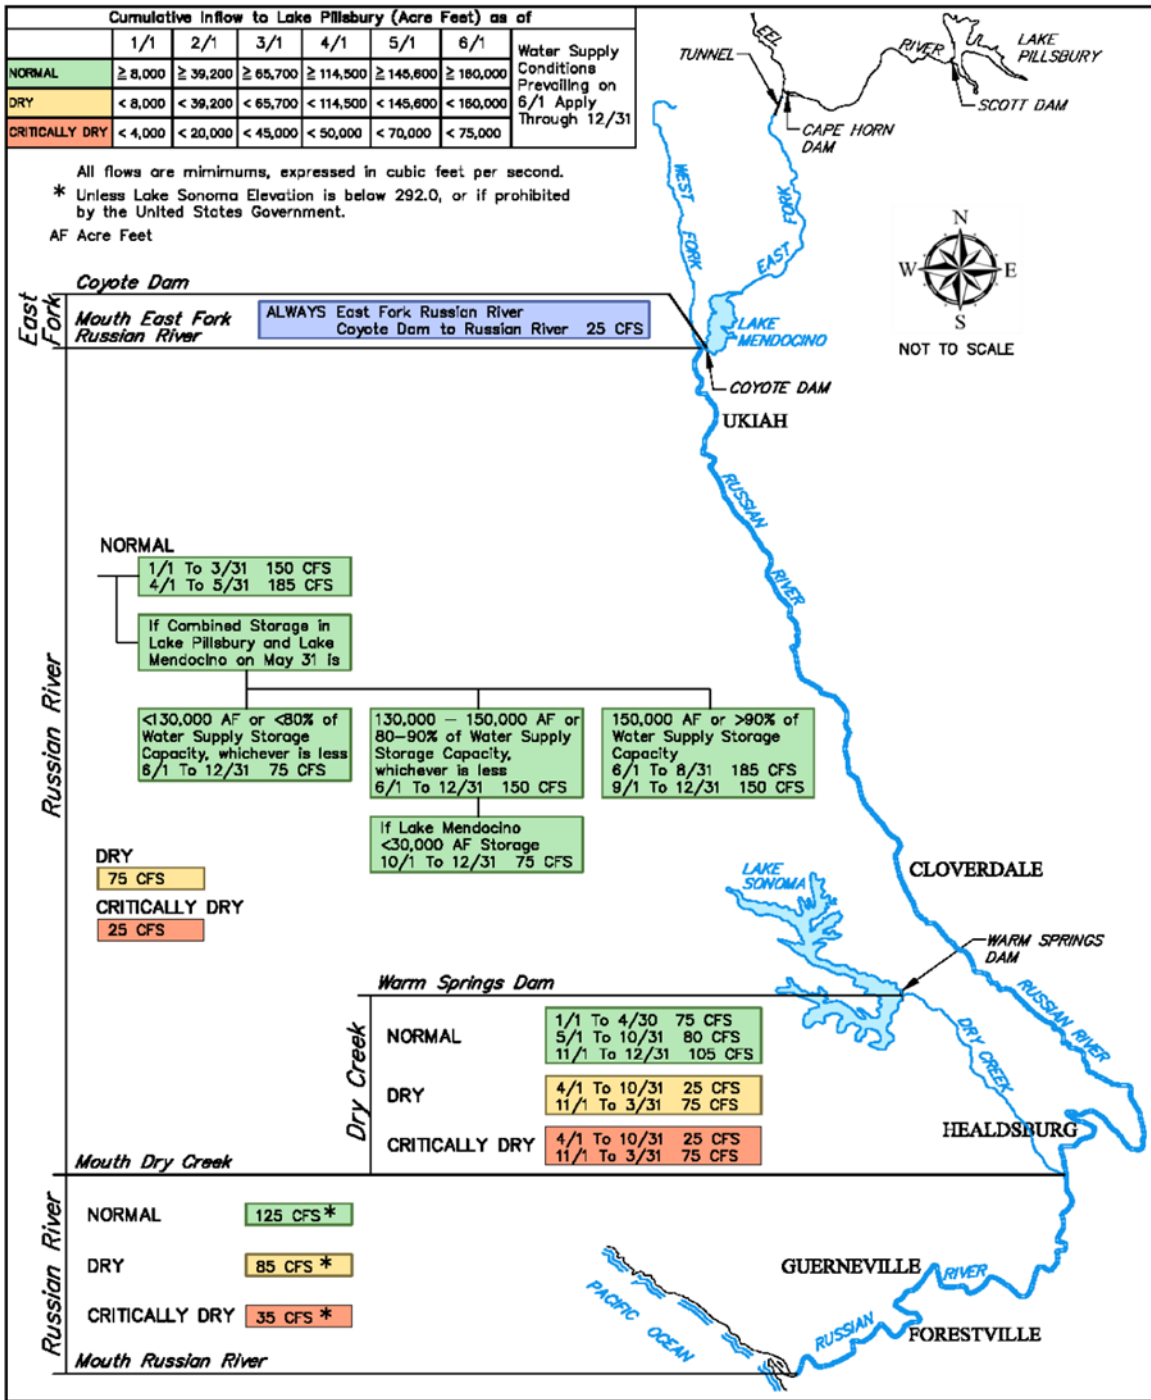 Cumulative Inflow to Lake Pillsbury (Acre Feet) as of
1/1 2/1 3/1 4/1 5/1 6/1
NORMAL ≧ 8,000 ≧ 39,200 ≧ 65,700 ≧ 114,500 ≧ 145,600 ≧ 160,000
DRY < 8,000 < 39,200 < 65,700 < 114,500 < 145,600 < 160,000
CRITICALLY DRY < 4,000 < 20,000 < 45,000 < 50,000 < 70,000 < 75,000
Water Supply
Conditions
Prevailing on
6/1 Apply
Through 12/31
All flows are mimimums, expressed in cubic feet per second.
* Unless Lake Sonoma Elevation is below 292.0, or if prohibited
by the United States Government.
AF Acre Feet
EEL
RIVER
TUNNEL
LAKE
PILLSBURY
SCOTT DAM
CAPE HORN
DAM
WEST FORK
EAST FORK
N
W E
S
NOT TO SCALE
East
Fork
Coyote Dam
Mouth East Fork
Russian River
ALWAYS East Fork Russian River
Coyote Dam to Russian River 25 CFS
LAKE
MENDOCINO
COYOTE DAM
UKIAH
RUSSIAN
RIVER
Russian River
NORMAL
1/1 To 3/31 150 CFS
4/1 To 5/31 185 CFS
If Combined Storage in
Lake Pillsbury and Lake
Mendocino on May 31 is
<130,000 AF or <80% of
Water Supply Storage
Capacity, whichever is less
6/1 To 12/31 75 CFS
130,000 – 150,000 AF or
80–90% of Water Supply
Storage Capacity,
whichever is less
6/1 To 12/31 150 CFS
150,000 AF or >90% of
Water Supply Storage
Capacity
6/1 To 8/31 185 CFS
9/1 To 12/31 150 CFS
If Lake Mendocino
<30,000 AF Storage
10/1 To 12/31 75 CFS
DRY
75 CFS
CRITICALLY DRY
25 CFS
CLOVERDALE
LAKE
SONOMA
WARM SPRINGS
DAM
RUSSIAN RIVER
DRY CREEK
Warm Springs Dam
Dry Creek
NORMAL
1/1 To 4/30 75 CFS
5/1 To 10/31 80 CFS
11/1 To 12/31 105 CFS
DRY
4/1 To 10/31 25 CFS
11/1 To 3/31 75 CFS
CRITICALLY DRY
4/1 To 10/31 25 CFS
11/1 To 3/31 75 CFS
HEALDSBURG
Mouth Dry Creek
Russian River
NORMAL 125 CFS*
DRY 85 CFS*
CRITICALLY DRY 35 CFS*
Mouth Russian River
PACIFIC OCEAN
GUERNEVILLE
RIVER
RUSSIAN
FORESTVILLE